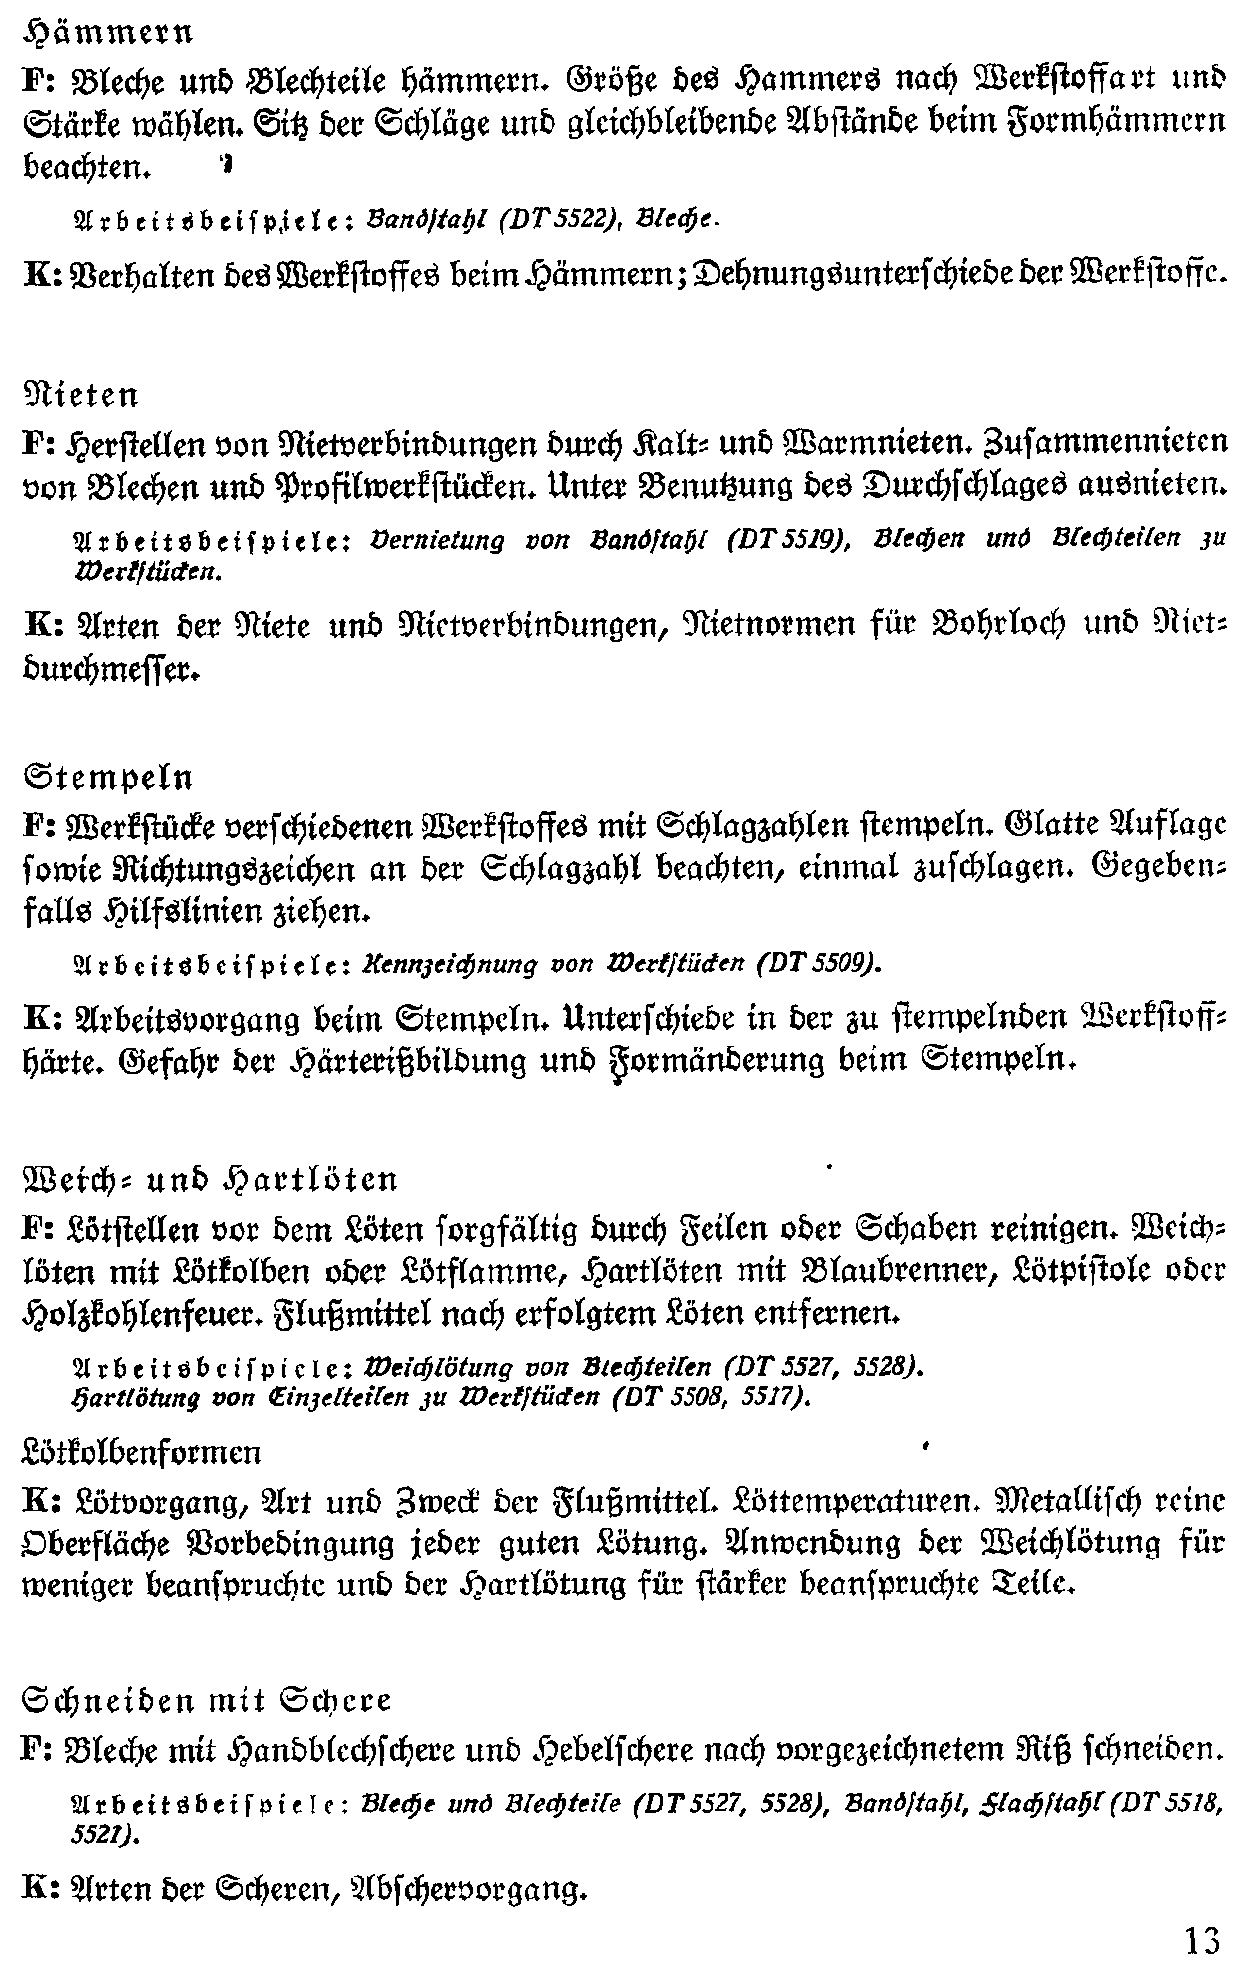 Hämmern
F: Bleche und Blechteile hämmern. Größe des Hammers nach Werkstoffart und
Stärke wählen. Sitz der Schläge und gleichbleibende Abstände beim Formhämmern
beachten.
Arbeitsbeispiele: Bandstahl (DT 5522), Bleche.
K: Verhalten des Werkstoffes beim Hämmern; Dehnungsunterschiede der Werkstoffe.
Nieten
F: Herstellen von Nietverbindungen durch Kalt- und Warmnieten. Zusammennieten
von Blechen und Profilwerkstücken. Unter Benutzung des Durchschlages ausnieten.
Arbeitsbeispiele: Vernietung von Bandstahl (DT 5519), Blechen und Blechteilen zu
Werkstücken.
K: Arten der Niete und Nietverbindungen, Nietnormen für Bohrloch und Niet-
durchmesser.
Stempeln
F: Werkstücke verschiedenen Werkstoffes mit Schlagzahlen stempeln. Glatte Auflage
sowie Richtungszeichen an der Schlagzahl beachten, einmal zuschlagen. Gegeben-
falls Hilfslinien ziehen.
Arbeitsbeispiele: Kennzeichnung von Werkstücken (DT 5509).
K: Arbeitsvorgang beim Stempeln. Unterschiede in der zu stempelnden Werkstoff-
härte. Gefahr der Härterißbildung und Formänderung beim Stempeln.
Weich- und Hartlöten
F: Lötstellen vor dem Löten sorgfältig durch Feilen oder Schaben reinigen. Weich-
löten mit Lötkolben oder Lötflamme, Hartlöten mit Blaubrenner, Lötpistole oder
Holzkohlenfeuer. Flußmittel nach erfolgtem Löten entfernen.
Arbeitsbeispiele: Weichlötung von Blechteilen (DT 5527, 5528).
Hartlötung von Einzelteilen zu Werkstücken (DT 5508, 5517).
Lötkolbenformen
K: Lötvorgang, Art und Zweck der Flußmittel. Löttemperaturen. Metallisch reine
Oberfläche Vorbedingung jeder guten Lötung. Anwendung der Weichlötung für
weniger beanspruchte und der Hartlötung für stärker beanspruchte Teile.
Schneiden mit Schere
F: Bleche mit Handblechschere und Hebelschere nach vorgezeichnetem Riß schneiden.
Arbeitsbeispiele: Bleche und Blechteile (DT 5527, 5528), Bandstahl, Flachstahl (DT 5518,
5521).
K: Arten der Scheren, Abschervorgang.
13